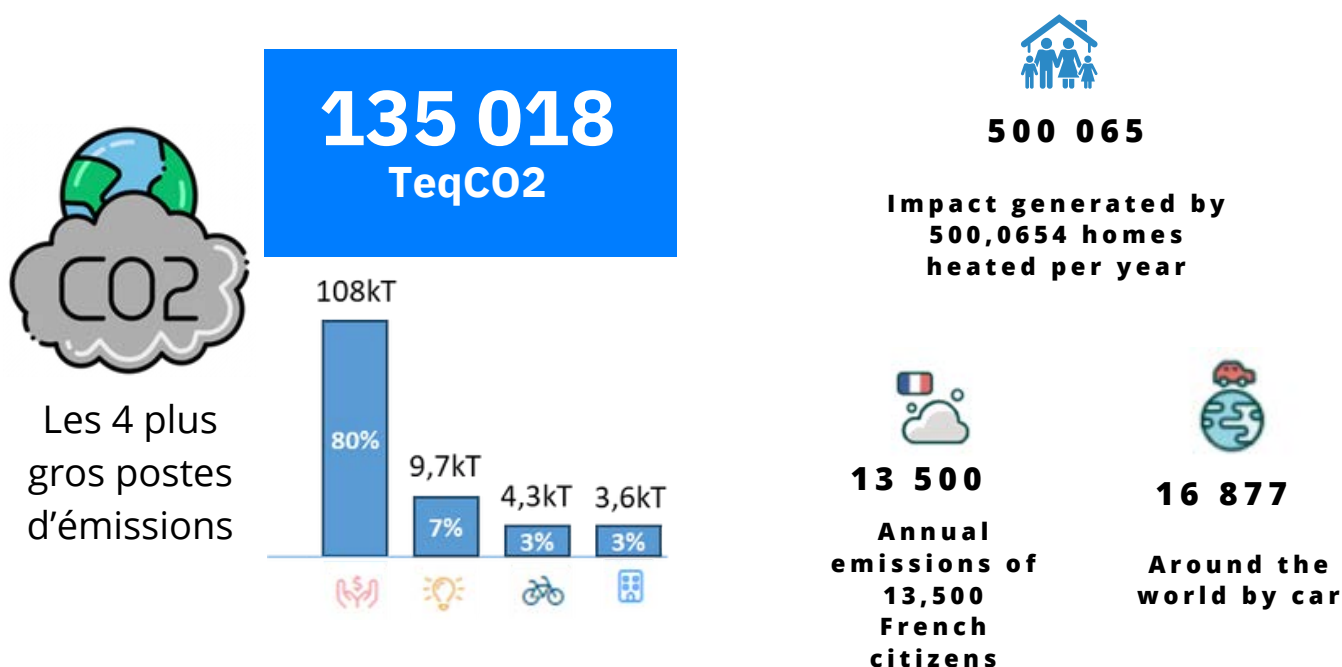 135 018
TeqCO2
CO2
Les 4 plus
gros postes
d’émissions
108kT
80%
9,7kT
7%
4,3kT
3%
3,6kT
3%
$
500 065
Impact generated by
500,0654 homes
heated per year
13 500
Annual
emissions of
13,500
French
citizens
16 877
Around the
world by car